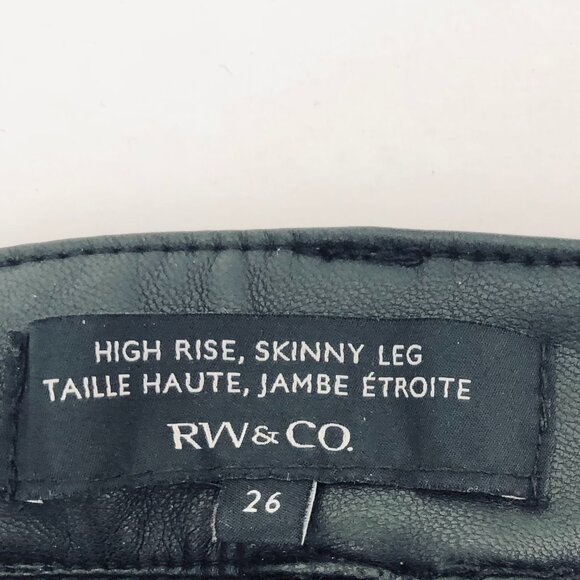 HIGH RISE, SKINNY LEG
TAILLE HAUTE, JAMBE ÉTROITE
RW&CO.
26